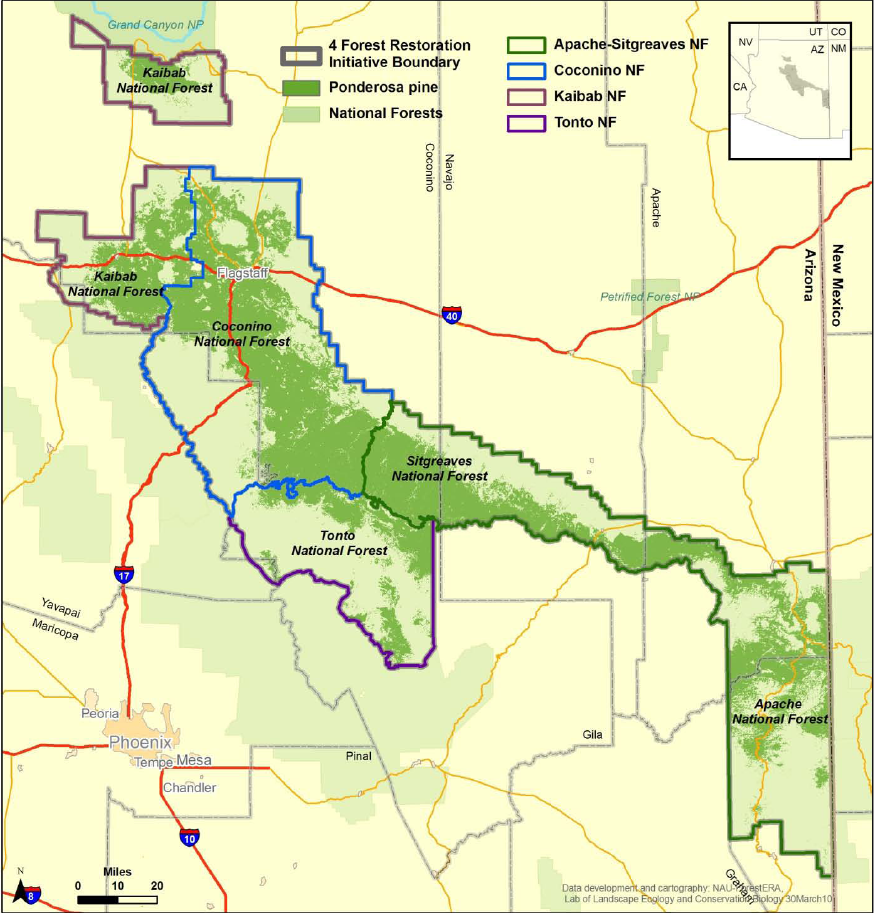 Grand Canyon NP
Kaibab
National Forest
4 Forest Restoration
Initiative Boundary
Ponderosa pine
National Forests
Apache-Sitgreaves NF
Coconino NF
Kaibab NF
Tonto NF
UT
CO
NV
AZ
NM
CA
Coconino
Navajo
Apache
Arizona
New Mexico
Flagstaff
Kaibab
National Forest
Petrified Forest NP
40
Coconino
National Forest
Sitgreaves
National Forest
Tonto
National Forest
17
Yavapai
Maricopa
Apache
National Forest
Peoria
Phoenix
Tempe
Mesa
Chandler
Pinal
Gila
10
Graham
N
8
Miles
0 10 20
Data development and cartography: NAU-ForestERA,
Lab of Landscape Ecology and Conservation Biology 30March10